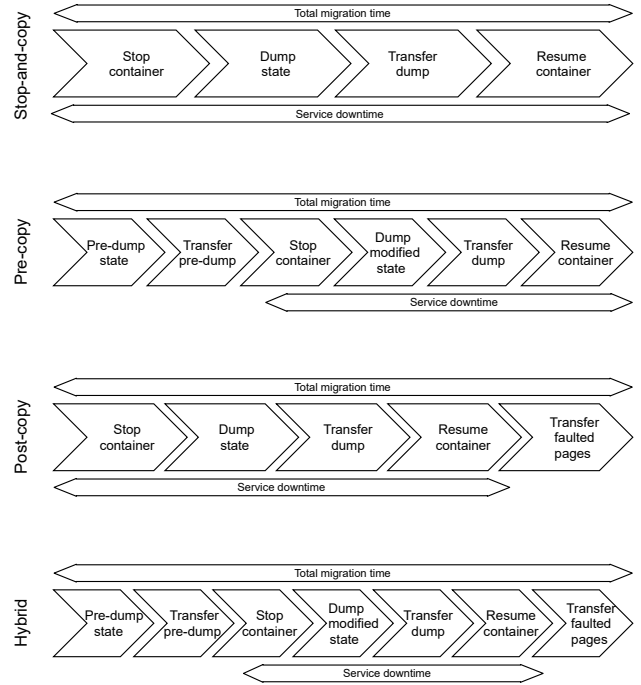 Stop-and-copy
Total migration time
Stop
container
Dump
state
Transfer
dump
Resume
container
Service downtime
Pre-copy
Total migration time
Pre-dump
state
Transfer
pre-dump
Stop
container
Dump
modified
state
Transfer
dump
Resume
container
Service downtime
Post-copy
Total migration time
Stop
container
Dump
state
Transfer
dump
Resume
container
Transfer
faulted
pages
Service downtime
Hybrid
Total migration time
Pre-dump
state
Transfer
pre-dump
Stop
container
Dump
modified
state
Transfer
dump
Resume
container
Transfer
faulted
pages
Service downtime